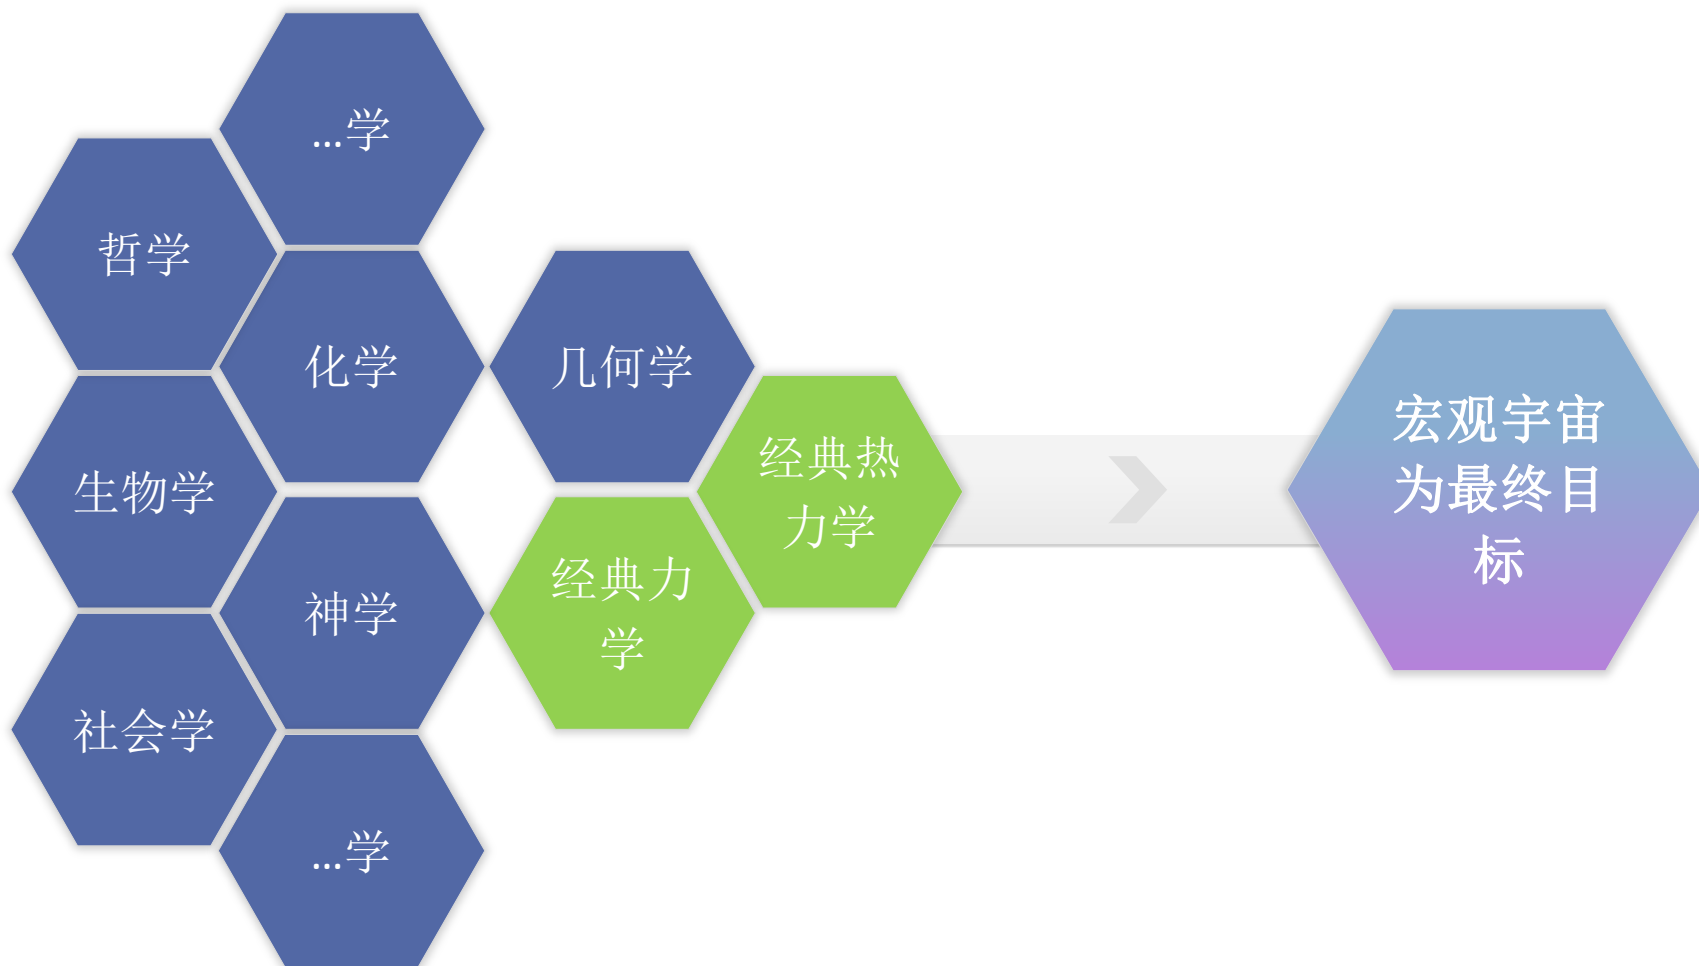 ...学
哲学
化学
几何学
生物学
经典热
力学
宏观宇宙
为最终目
标
神学
经典力
学
社会学
...学